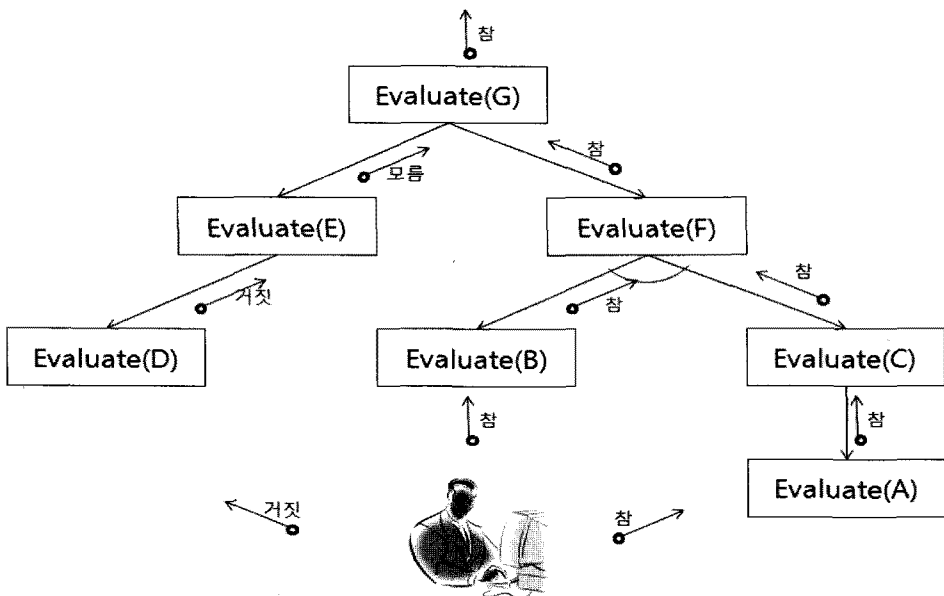 참
Evaluate(G)
모름
참
Evaluate(E)
Evaluate(F)
거짓
참
참
Evaluate(D)
Evaluate(B)
Evaluate(C)
참
참
Evaluate(A)
거짓
참